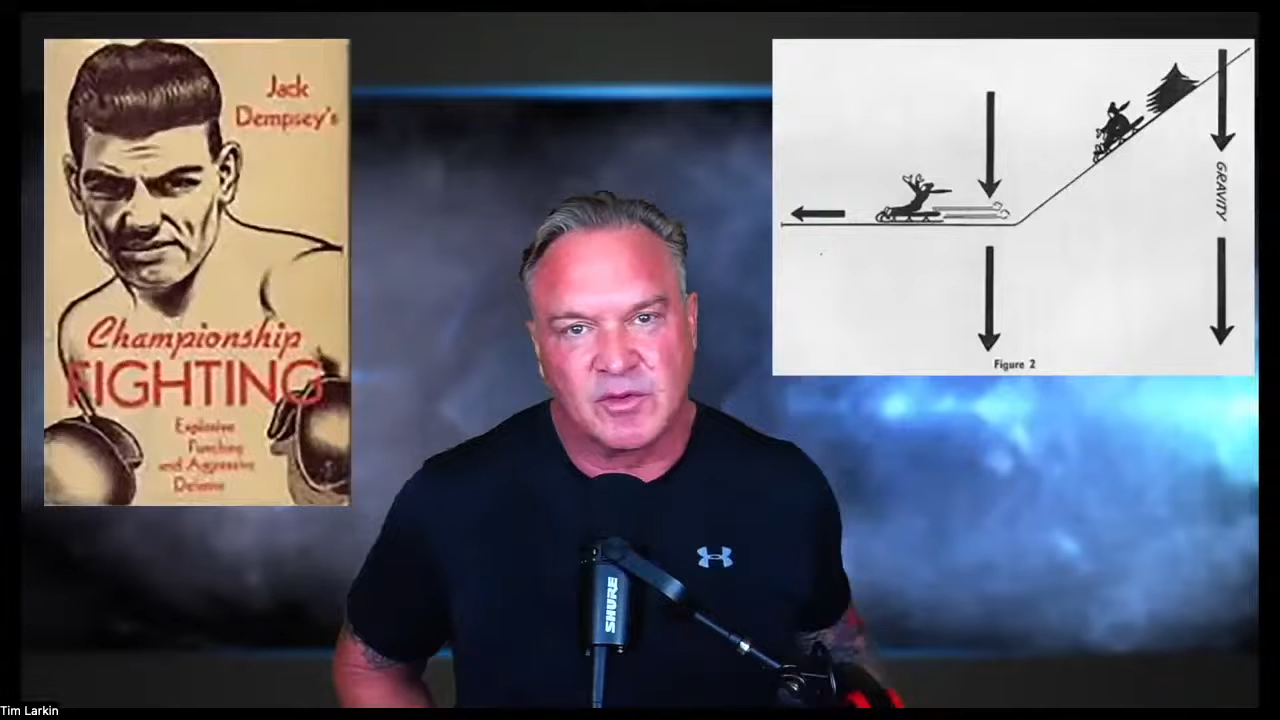 Jack
Dempsey's
Championship
FIGHTING
Explosive
Punching
and Aggressive
Defense
GRAVITY
Figure 2
SHURE
Tim Larkin